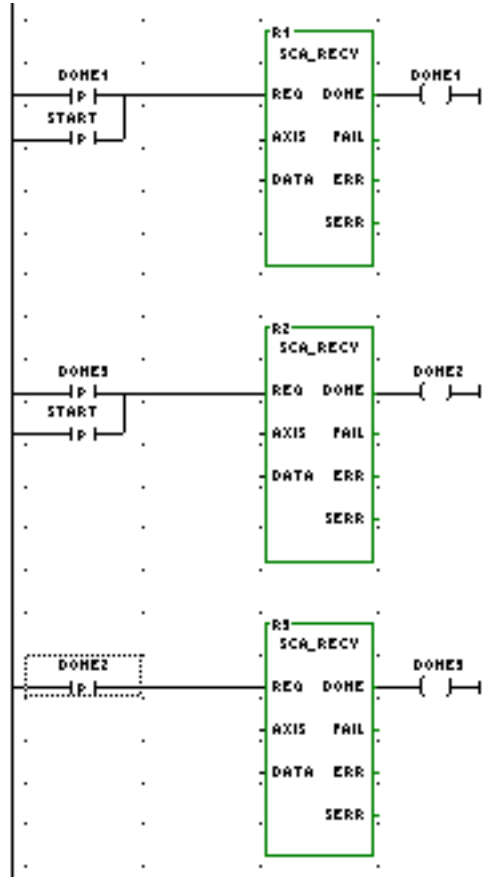 R1
SCA_RECV
DONE1
DONE1
P
REQ DONE
START
P
AXIS FAIL
DATA ERR
SERR
R2
SCA_RECV
DONE3
DONE2
P
REQ DONE
START
P
AXIS FAIL
DATA ERR
SERR
R3
SCA_RECV
DONE2
DONE3
P
REQ DONE
AXIS FAIL
DATA ERR
SERR